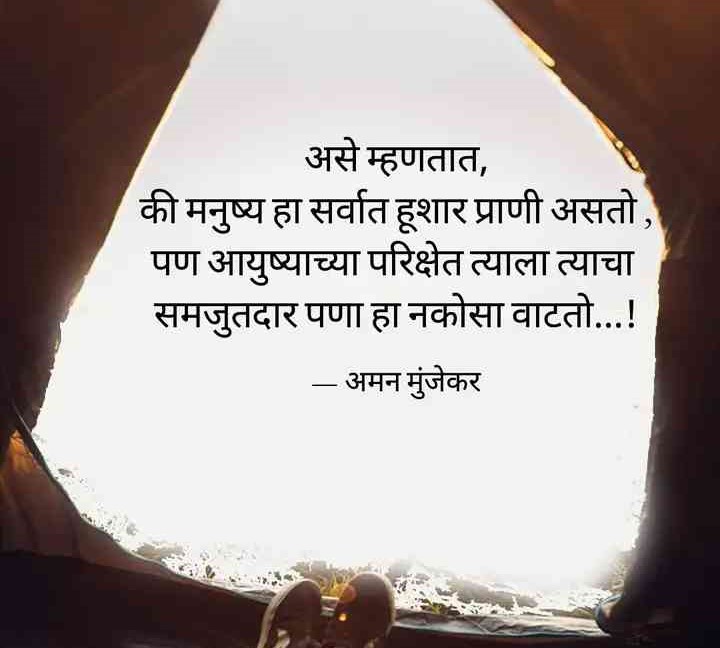 असे म्हणतात,
की मनुष्य हा सर्वात हूशार प्राणी असतो ,
पण आयुष्याच्या परिक्षेत त्याला त्याचा
समजुतदार पणा हा नकोसा वाटतो...!
— अमन मुंजेकर